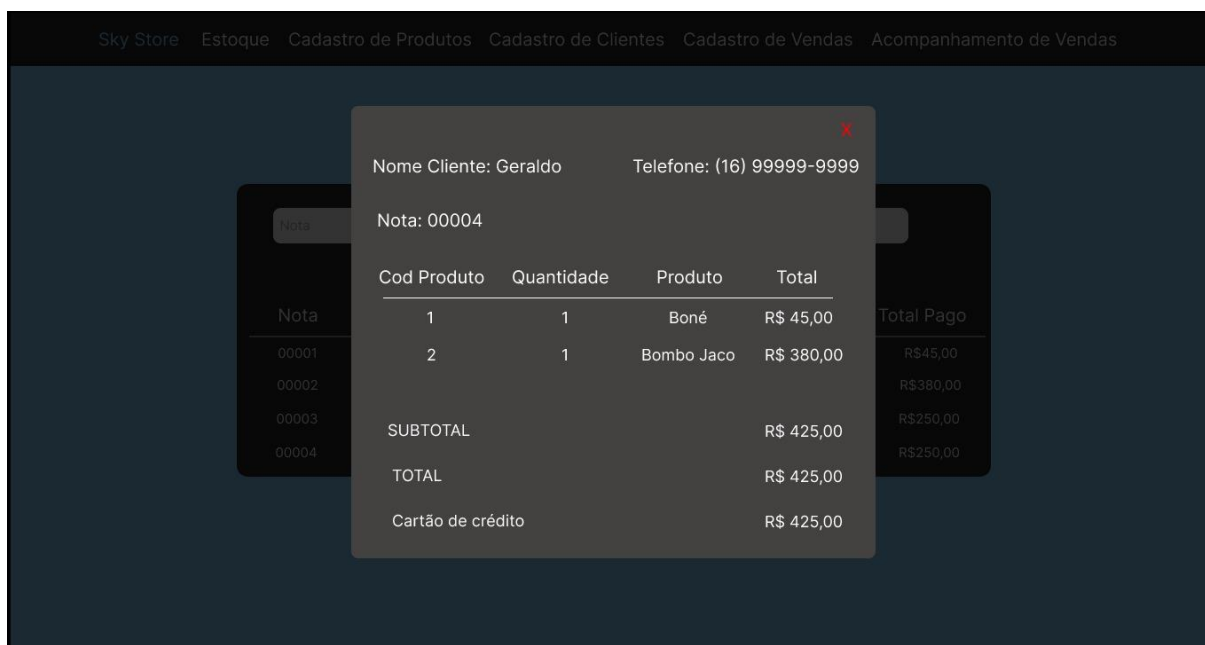 Sky Store Estoque Cadastro de Produtos Cadastro de Clientes Cadastro de Vendas Acompanhamento de Vendas
X
Nome Cliente: Geraldo Telefone: (16) 99999-9999
Nota: 00004
Cod Produto Quantidade Produto Total
1 1 Boné R$ 45,00
2 1 Bombo Jaco R$ 380,00
SUBTOTAL R$ 425,00
TOTAL R$ 425,00
Cartão de crédito R$ 425,00
Nota
Nota Total Pago
00001 R$45,00
00002 R$380,00
00003 R$250,00
00004 R$250,00